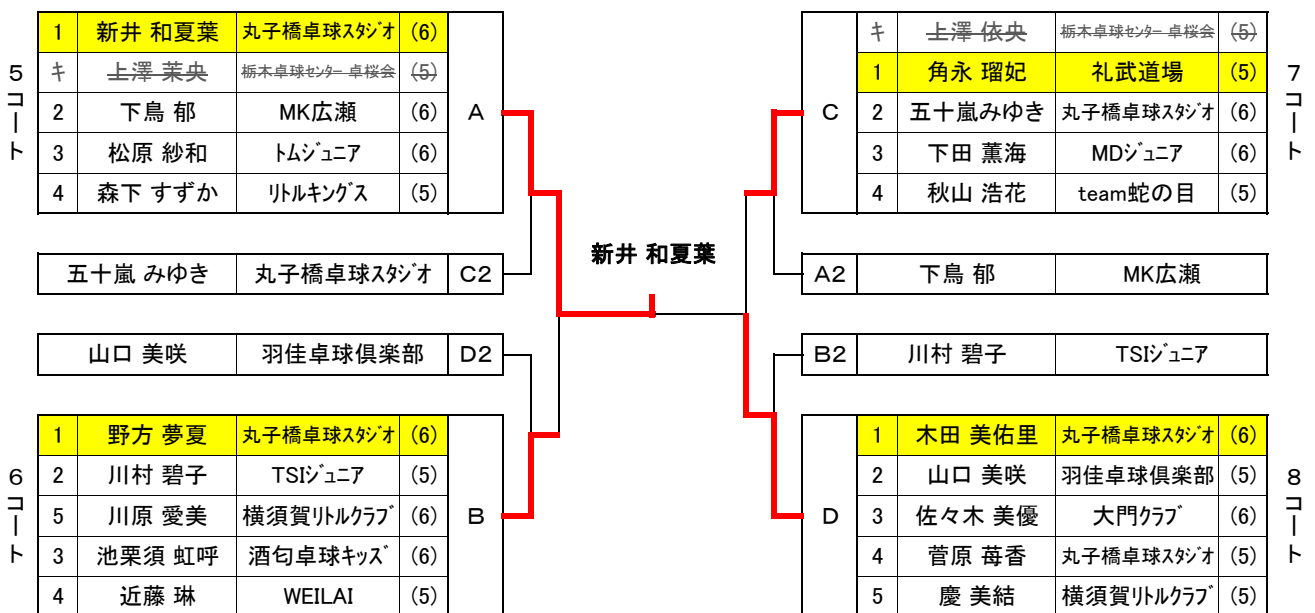 5コート
1 新井 和夏葉 丸子橋卓球スタジオ (6)
キ 上澤 茉央 栃木卓球センター 卓桜会 (5)
2 下鳥 郁 MK広瀬 (6)
3 松原 紗和 トムジュニア (6)
4 森下 すずか リトルキングス (5)
A
五十嵐 みゆき 丸子橋卓球スタジオ C2
山口 美咲 羽佳卓球倶楽部 D2
6コート
1 野方 夢夏 丸子橋卓球スタジオ (6)
2 川村 碧子 TSIジュニア (5)
5 川原 愛美 横須賀リトルクラブ (6)
3 池栗須 虹呼 酒匂卓球キッズ (6)
4 近藤 琳 WEILAI (5)
B
新井 和夏葉
7コート
C
キ 上澤 依央 栃木卓球センター 卓桜会 (5)
1 角永 瑠妃 礼武道場 (5)
2 五十嵐みゆき 丸子橋卓球スタジオ (6)
3 下田 薫海 MDジュニア (6)
4 秋山 浩花 team蛇の目 (5)
A2 下鳥 郁 MK広瀬
B2 川村 碧子 TSIジュニア
8コート
D
1 木田 美佑里 丸子橋卓球スタジオ (6)
2 山口 美咲 羽佳卓球倶楽部 (5)
3 佐々木 美優 大門クラブ (6)
4 菅原 苺香 丸子橋卓球スタジオ (5)
5 慶 美結 横須賀リトルクラブ (5)